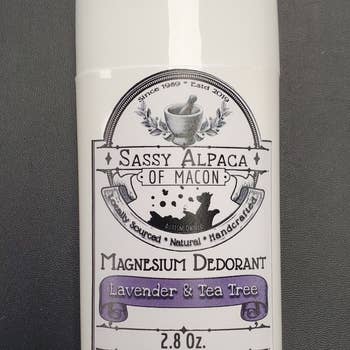 Since 1989 * Estd 2019
Sassy Alpaca
of Macon
Locally Sourced • Natural • Handcrafted
Magnesium Dedorant
Lavender & Tea Tree
2.8 Oz.